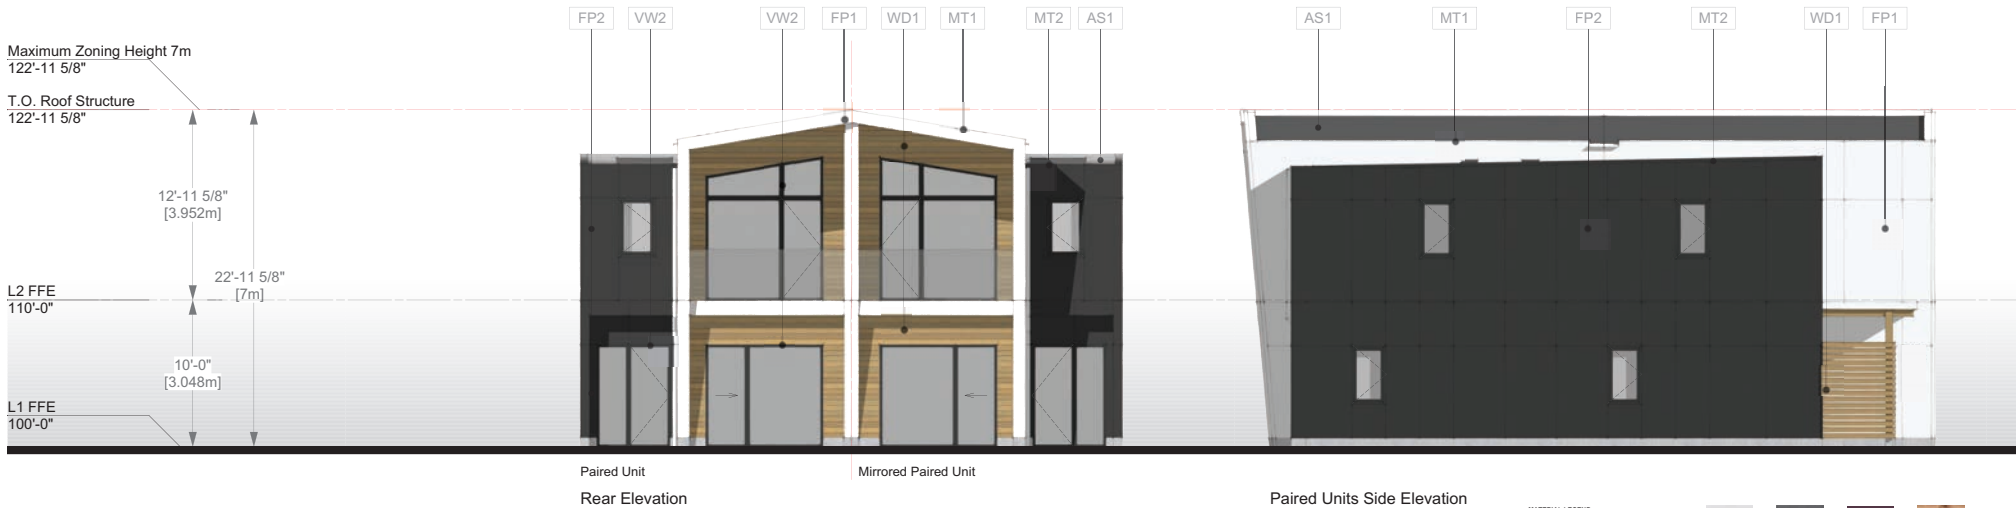 FP2 VW2 VW2 FP1 WD1 MT1 MT2 AS1 AS1 MT1 FP2 MT2 WD1 FP1
Maximum Zoning Height 7m
122'-11 5/8"
T.O. Roof Structure
122'-11 5/8"
12'-11 5/8"
[3.952m]
22'-11 5/8"
[7m]
L2 FFE
110'-0"
10'-0"
[3.048m]
L1 FFE
100'-0"
Paired Unit
Mirrored Paired Unit
Rear Elevation
Paired Units Side Elevation